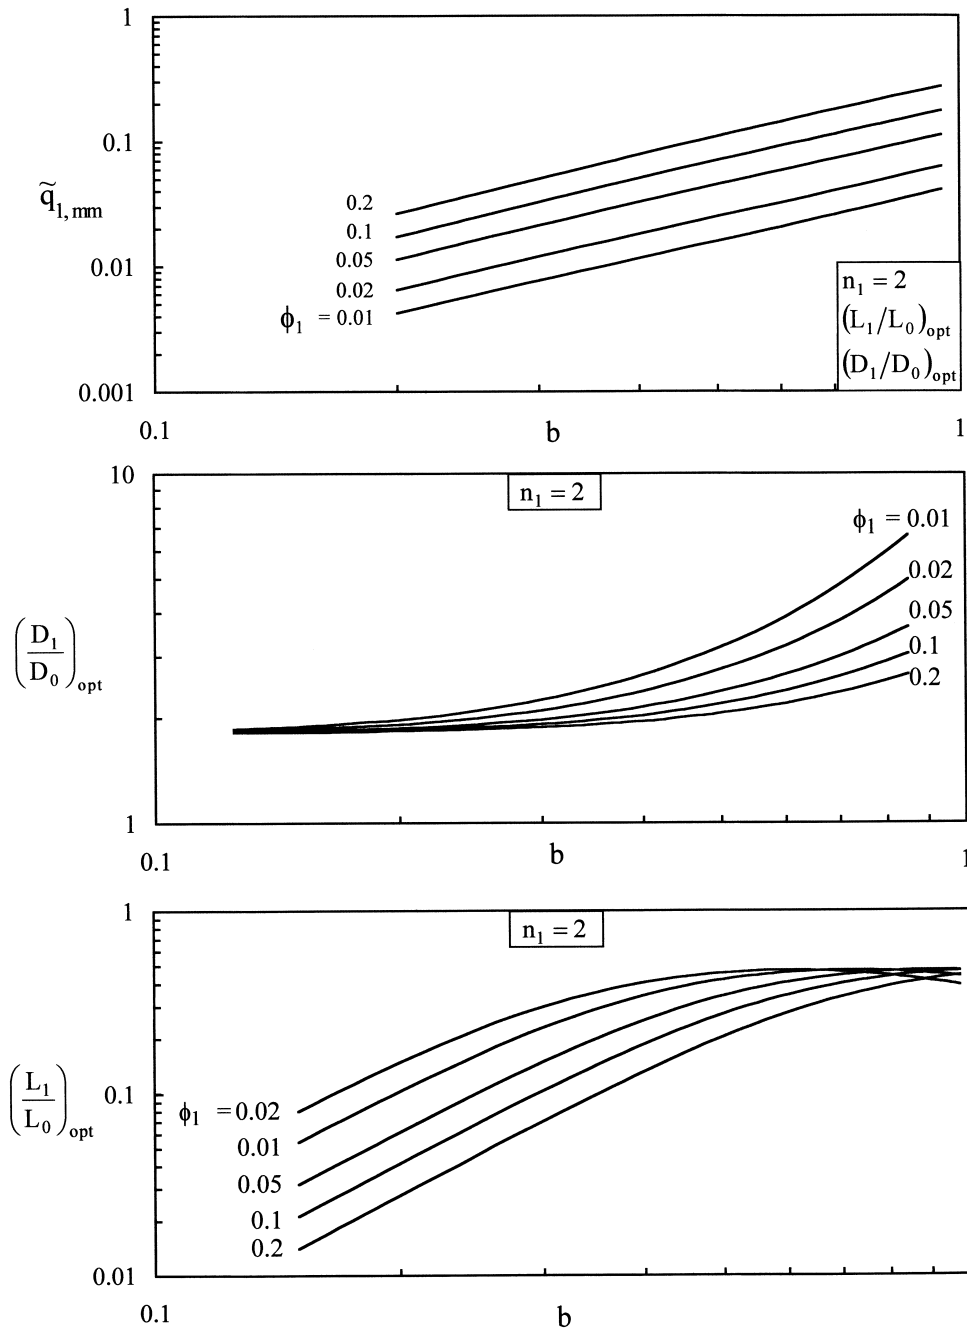 1
0.1
q̃1, mm
0.2
0.1
0.05
0.01
0.02
ϕ1 = 0.01
n1 = 2
(L1/L0)opt
(D1/D0)opt
0.001
0.1
b
1
10
n1 = 2
ϕ1 = 0.01
0.02
0.05
(D1/D0)opt
0.1
0.2
1
0.1
b
1
1
n1 = 2
(L1/L0)opt
0.1
ϕ1 = 0.02
0.01
0.05
0.1
0.2
0.01
0.1
b